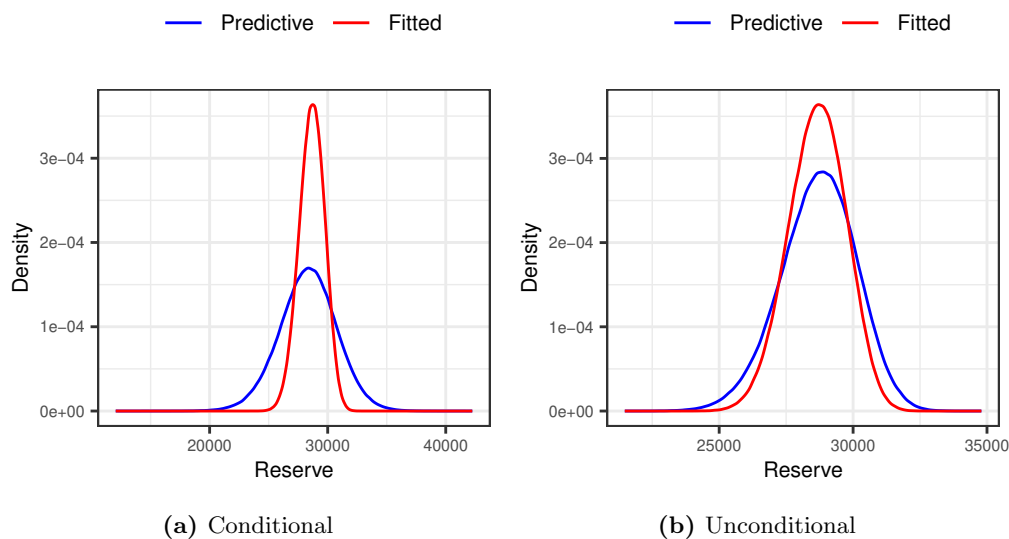 Predictive Fitted
Density
3e−04
2e−04
1e−04
0e+00
20000 30000 40000
Reserve
(a) Conditional
Predictive Fitted
Density
3e−04
2e−04
1e−04
0e+00
25000 30000 35000
Reserve
(b) Unconditional